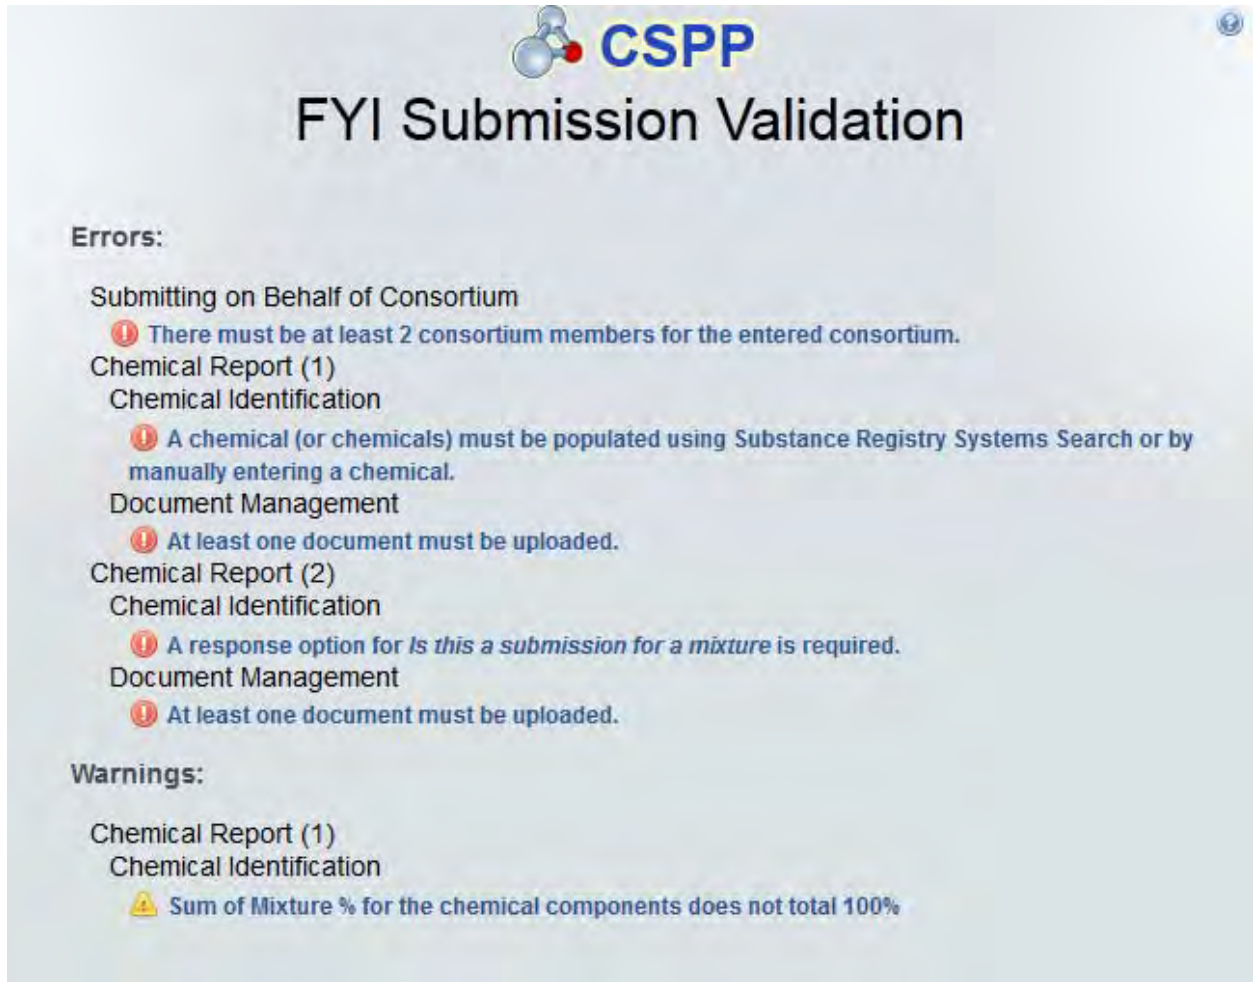 CSPP
FYI Submission Validation
Errors:
Submitting on Behalf of Consortium
There must be at least 2 consortium members for the entered consortium.
Chemical Report (1)
Chemical Identification
A chemical (or chemicals) must be populated using Substance Registry Systems Search or by
manually entering a chemical.
Document Management
At least one document must be uploaded.
Chemical Report (2)
Chemical Identification
A response option for Is this a submission for a mixture is required.
Document Management
At least one document must be uploaded.
Warnings:
Chemical Report (1)
Chemical Identification
Sum of Mixture % for the chemical components does not total 100%